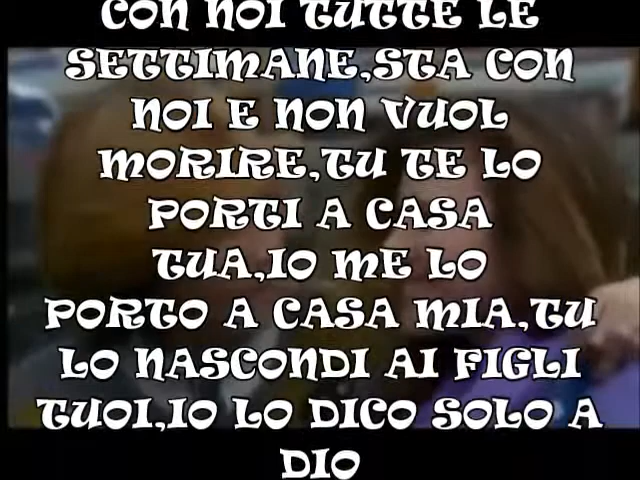 CON NOI TUTTE LE
SETTIMANE,STA CON
NOI E NON VUOL
MORIRE,TU TE LO
PORTI A CASA
TUA,IO ME LO
PORTO A CASA MIA,TU
LO NASCONDI AI FIGLI
TUOI,IO LO DICO SOLO A
DIO